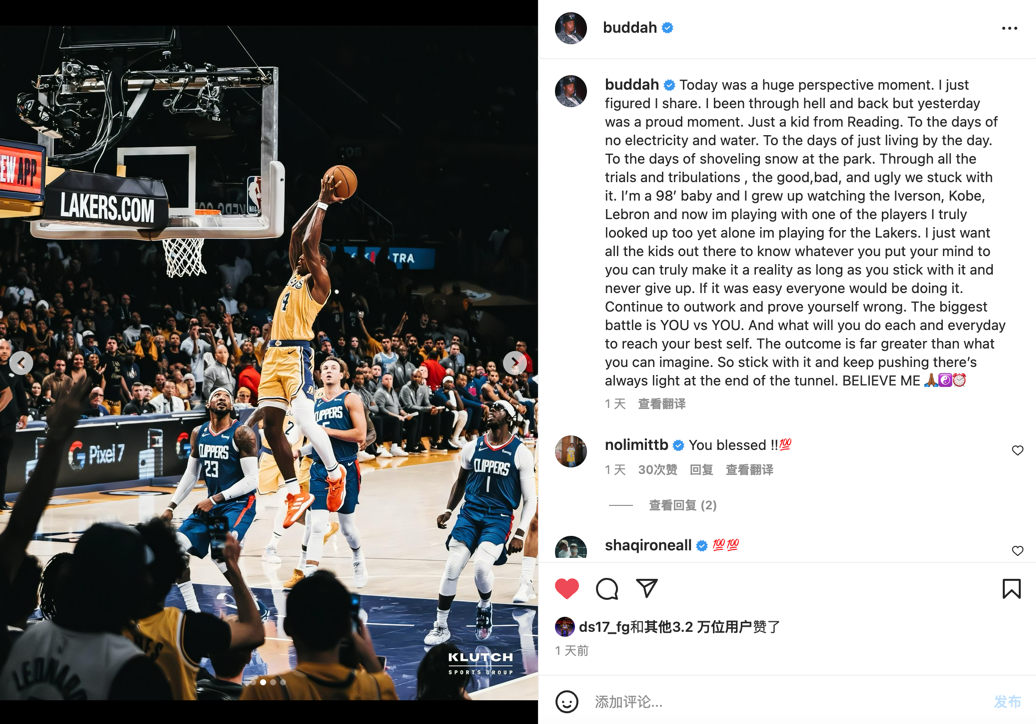 buddah
buddah Today was a huge perspective moment. I just
figured I share. I been through hell and back but yesterday
was a proud moment. Just a kid from Reading. To the days of
no electricity and water. To the days of just living by the day.
To the days of shoveling snow at the park. Through all the
trials and tribulations , the good,bad, and ugly we stuck with
it. I’m a 98’ baby and I grew up watching the Iverson, Kobe,
Lebron and now im playing with one of the players I truly
looked up too yet alone im playing for the Lakers. I just want
all the kids out there to know whatever you put your mind to
you can truly make it a reality as long as you stick with it and
never give up. If it was easy everyone would be doing it.
Continue to outwork and prove yourself wrong. The biggest
battle is YOU vs YOU. And what will you do each and everyday
to reach your best self. The outcome is far greater than what
you can imagine. So stick with it and keep pushing there’s
always light at the end of the tunnel. BELIEVE ME 🙏🏾☯️⏰
1 天 查看翻译
nolimittb You blessed !!💯
1 天 30次赞 回复 查看翻译
查看回复 (2)
shaqironeall 💯💯
ds17_fg和其他3.2 万位用户赞了
1 天前
添加评论...
发布
EW APP
LAKERS.COM
NBA
TRA
4
CLIPPERS
23
2
CLIPPERS
CLIPPERS
1
G Pixel 7
G
LEONARD
KLUTCH
SPORTS GROUP